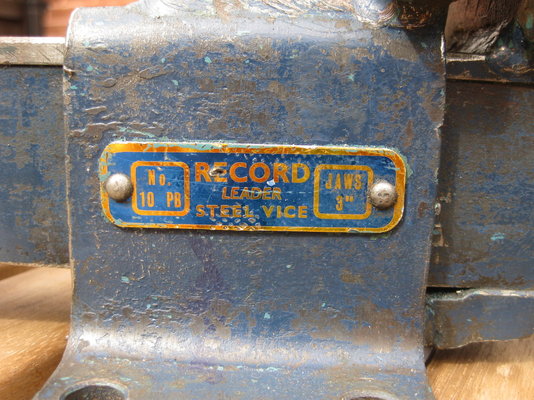 No.
10 PB
RECORD
LEADER
STEEL VICE
JAWS
3"